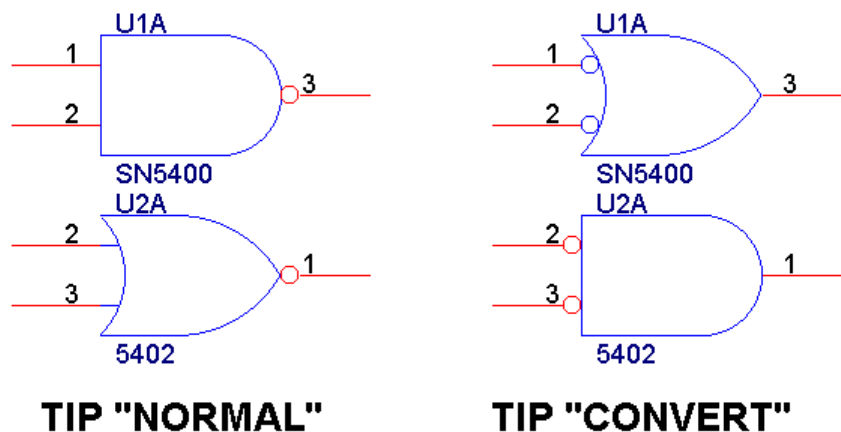 U1A
1
2
3
SN5400
U1A
1
2
3
SN5400
U2A
2
3
1
5402
U2A
2
3
1
5402
TIP "NORMAL"
TIP "CONVERT"